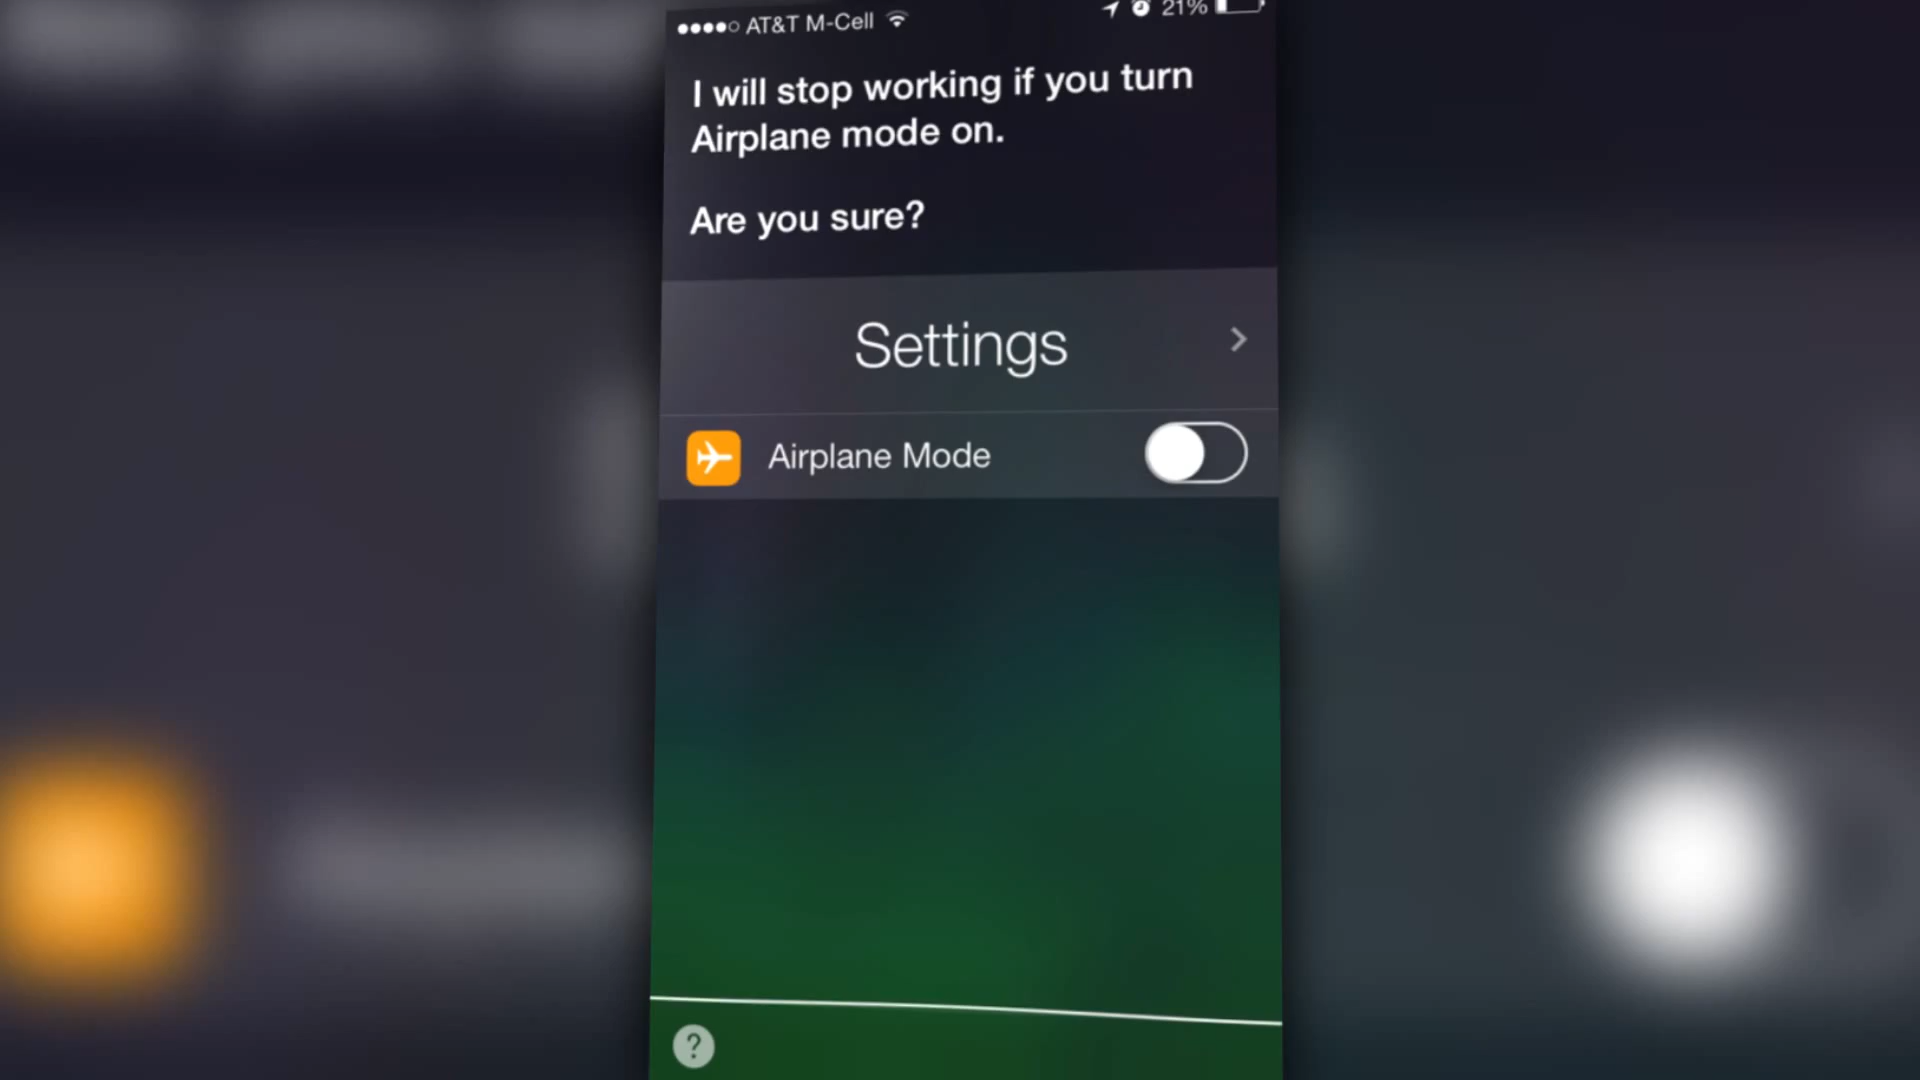 AT&T M-Cell 21%
I will stop working if you turn
Airplane mode on.
Are you sure?
Settings
Airplane Mode
?